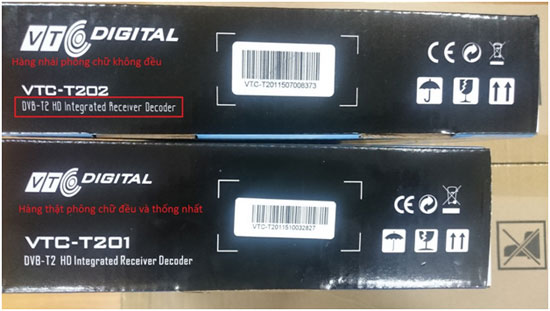 VTC DIGITAL
Hàng nhái phông chữ không đều
VTC-T202
DVB-T2 HD Integrated Receiver Decoder
VTC-T2011507008373
CE
VTC DIGITAL
Hàng thật phông chữ đều và thống nhất
VTC-T201
DVB-T2 HD Integrated Receiver Decoder
VTC-T2011510032827
CE